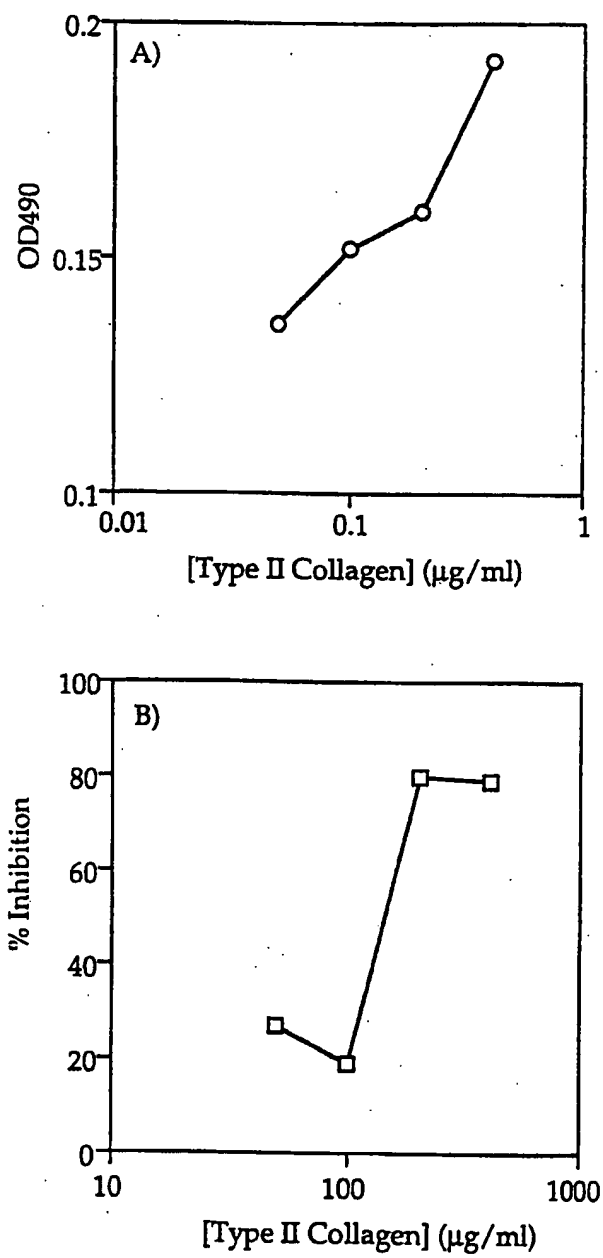 0.2
A)
OD490
0.15
0.1
0.01
0.1
1
[Type II Collagen] (μg/ml)
100
B)
80
% Inhibition
60
40
20
0
10
100
1000
[Type II Collagen] (μg/ml)